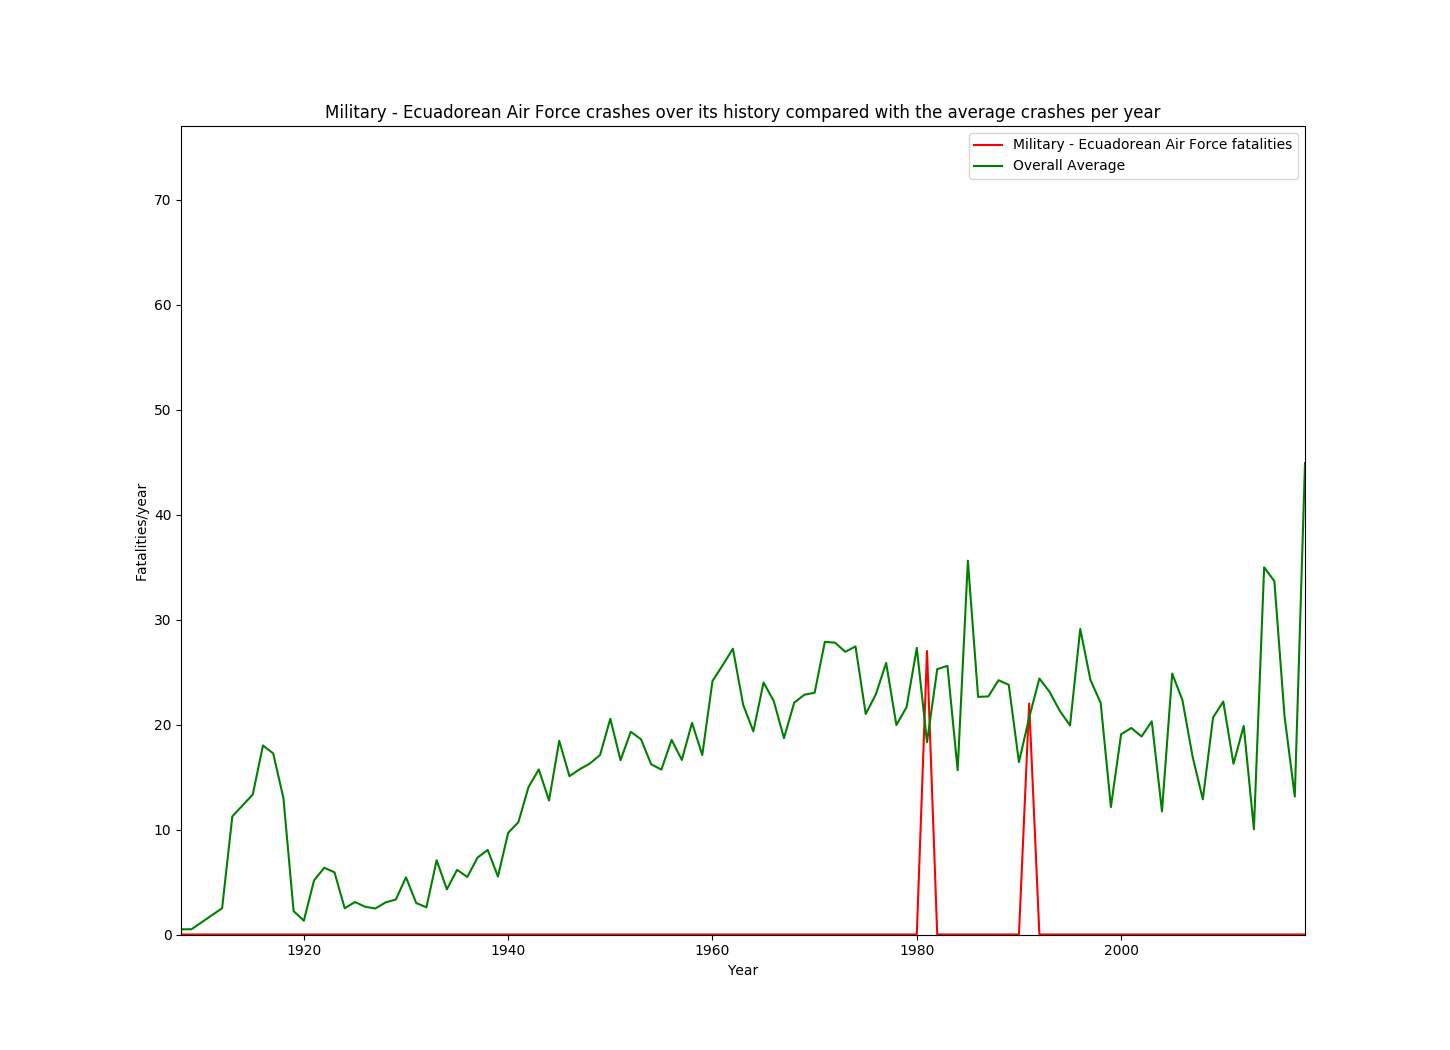 Military - Ecuadorean Air Force crashes over its history compared with the average crashes per year
Military - Ecuadorean Air Force fatalities
Overall Average
70
60
50
40
30
20
10
0
Fatalities/year
1920 1940 1960 1980 2000
Year